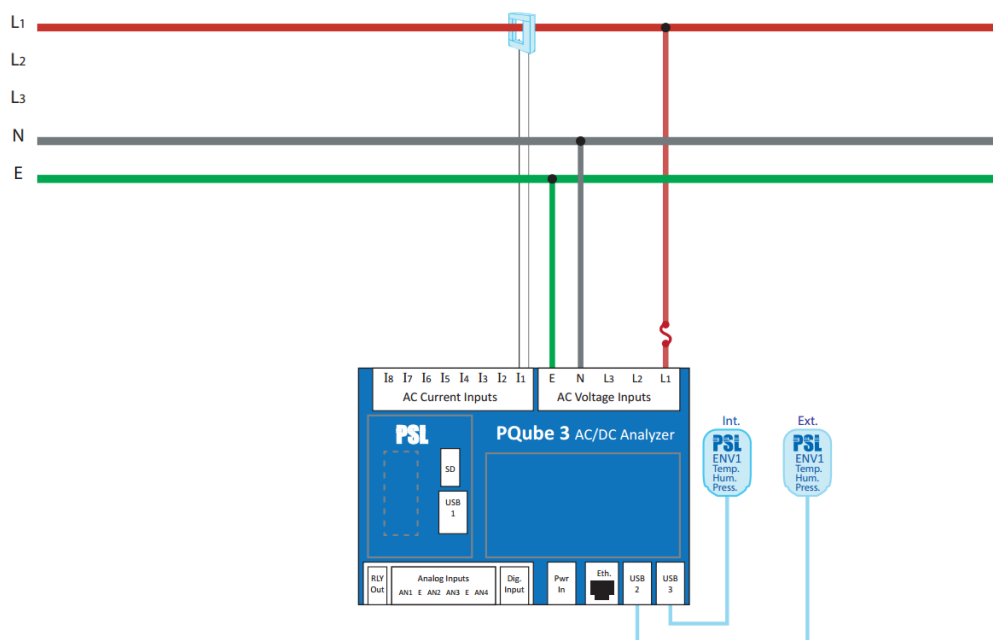 L1
L2
L3
N
E
I8 I7 I6 I5 I4 I3 I2 I1
AC Current Inputs
E N L3 L2 L1
AC Voltage Inputs
PSL
PQube 3 AC/DC Analyzer
SD
USB
1
Int.
PSL
ENV1
Temp.
Hum.
Press.
Ext.
PSL
ENV1
Temp.
Hum.
Press.
RLY
Out
Analog Inputs
AN1 E AN2 AN3 E AN4
Dig.
Input
Pwr
In
Eth.
USB
2
USB
3